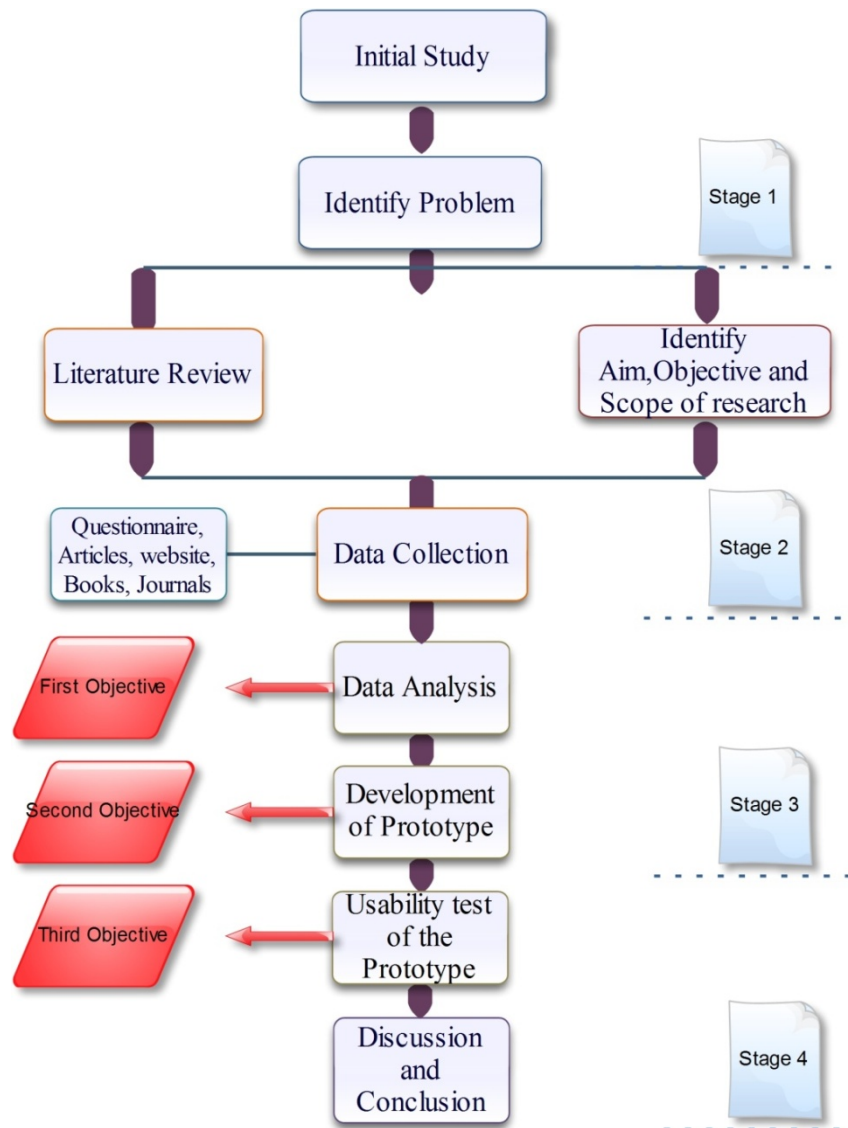 Initial Study
Identify Problem
Stage 1
Literature Review
Identify
Aim,Objective and
Scope of research
Questionnaire,
Articles, website,
Books, Journals
Data Collection
Stage 2
First Objective
Data Analysis
Second Objective
Development
of Prototype
Stage 3
Third Objective
Usability test
of the
Prototype
Discussion
and
Conclusion
Stage 4